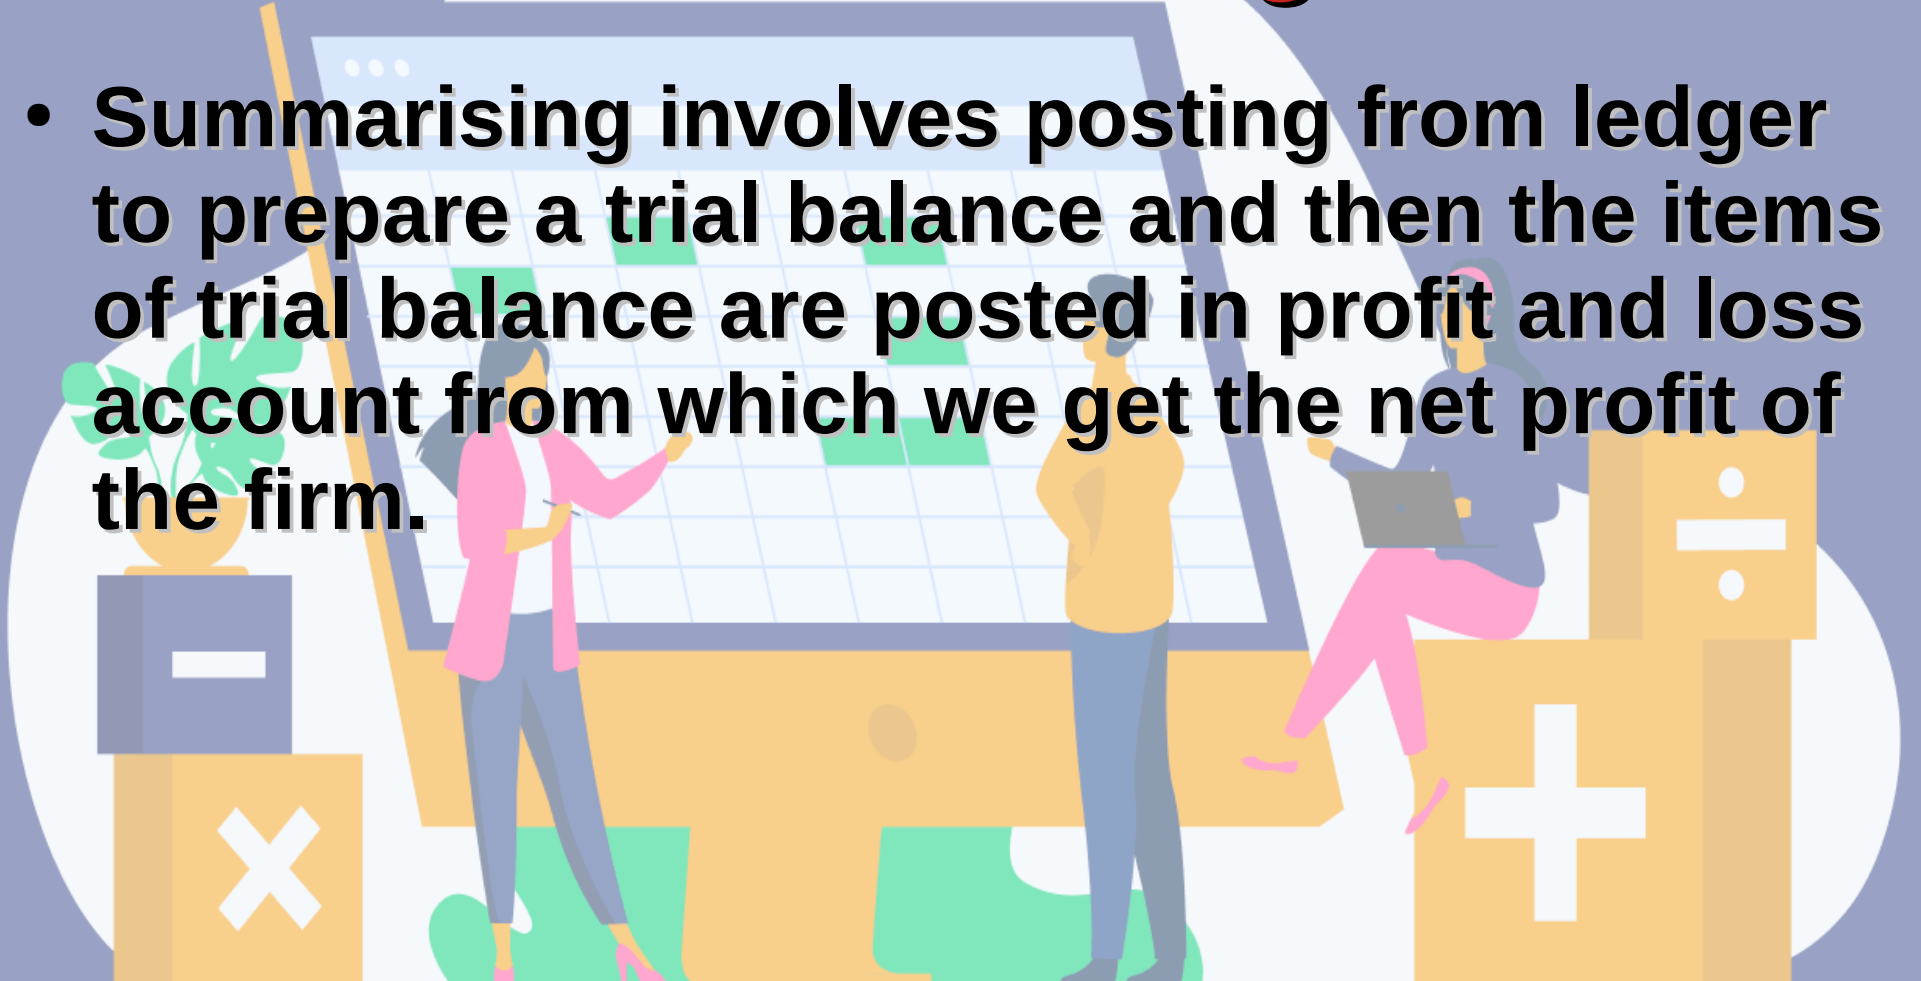 • Summarising involves posting from ledger
to prepare a trial balance and then the items
of trial balance are posted in profit and loss
account from which we get the net profit of
the firm.